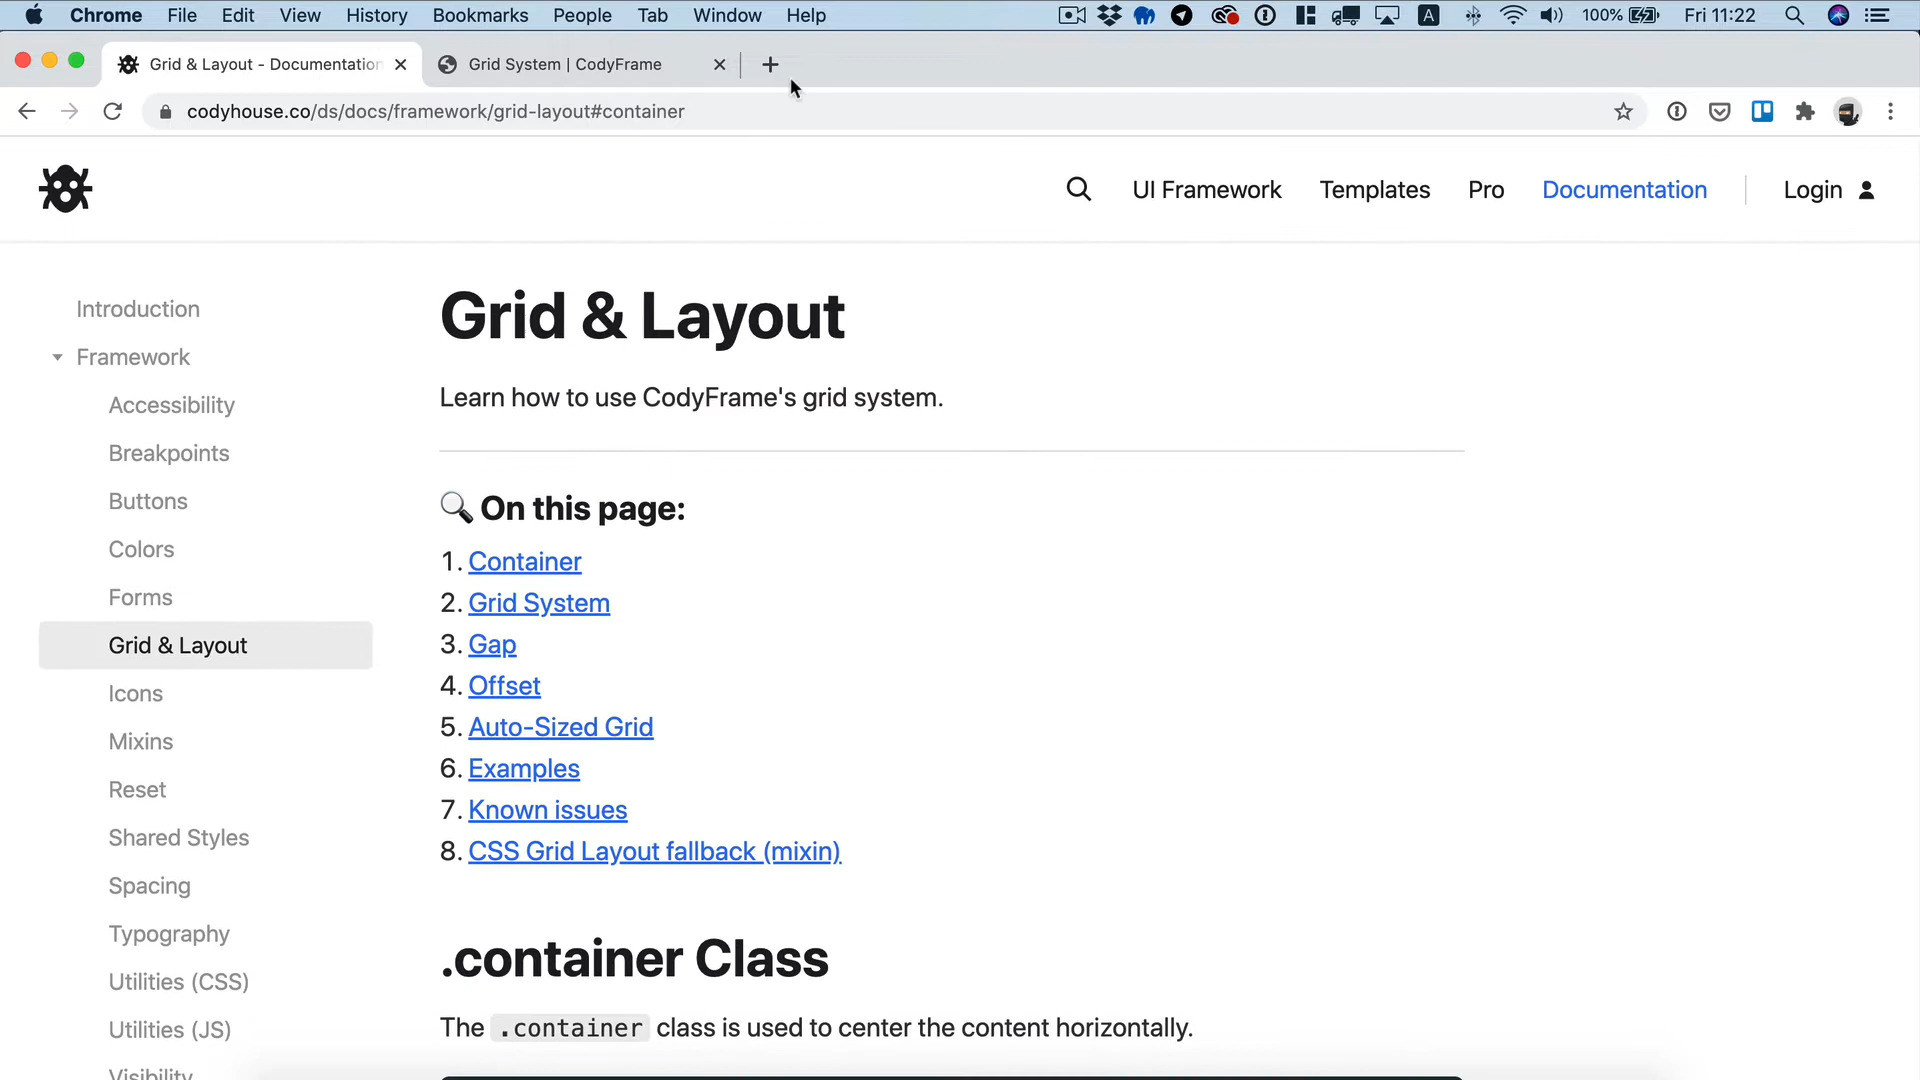 Chrome File Edit View History Bookmarks People Tab Window Help 100% Fri 11:22
Grid & Layout - Documentation Grid System | CodyFrame
codyhouse.co/ds/docs/framework/grid-layout#container
UI Framework Templates Pro Documentation Login
Introduction
Framework
Accessibility
Breakpoints
Buttons
Colors
Forms
Grid & Layout
Icons
Mixins
Reset
Shared Styles
Spacing
Typography
Utilities (CSS)
Utilities (JS)
Visibility
Grid & Layout
Learn how to use CodyFrame's grid system.
🔍 On this page:
1. Container
2. Grid System
3. Gap
4. Offset
5. Auto-Sized Grid
6. Examples
7. Known issues
8. CSS Grid Layout fallback (mixin)
.container Class
The .container class is used to center the content horizontally.